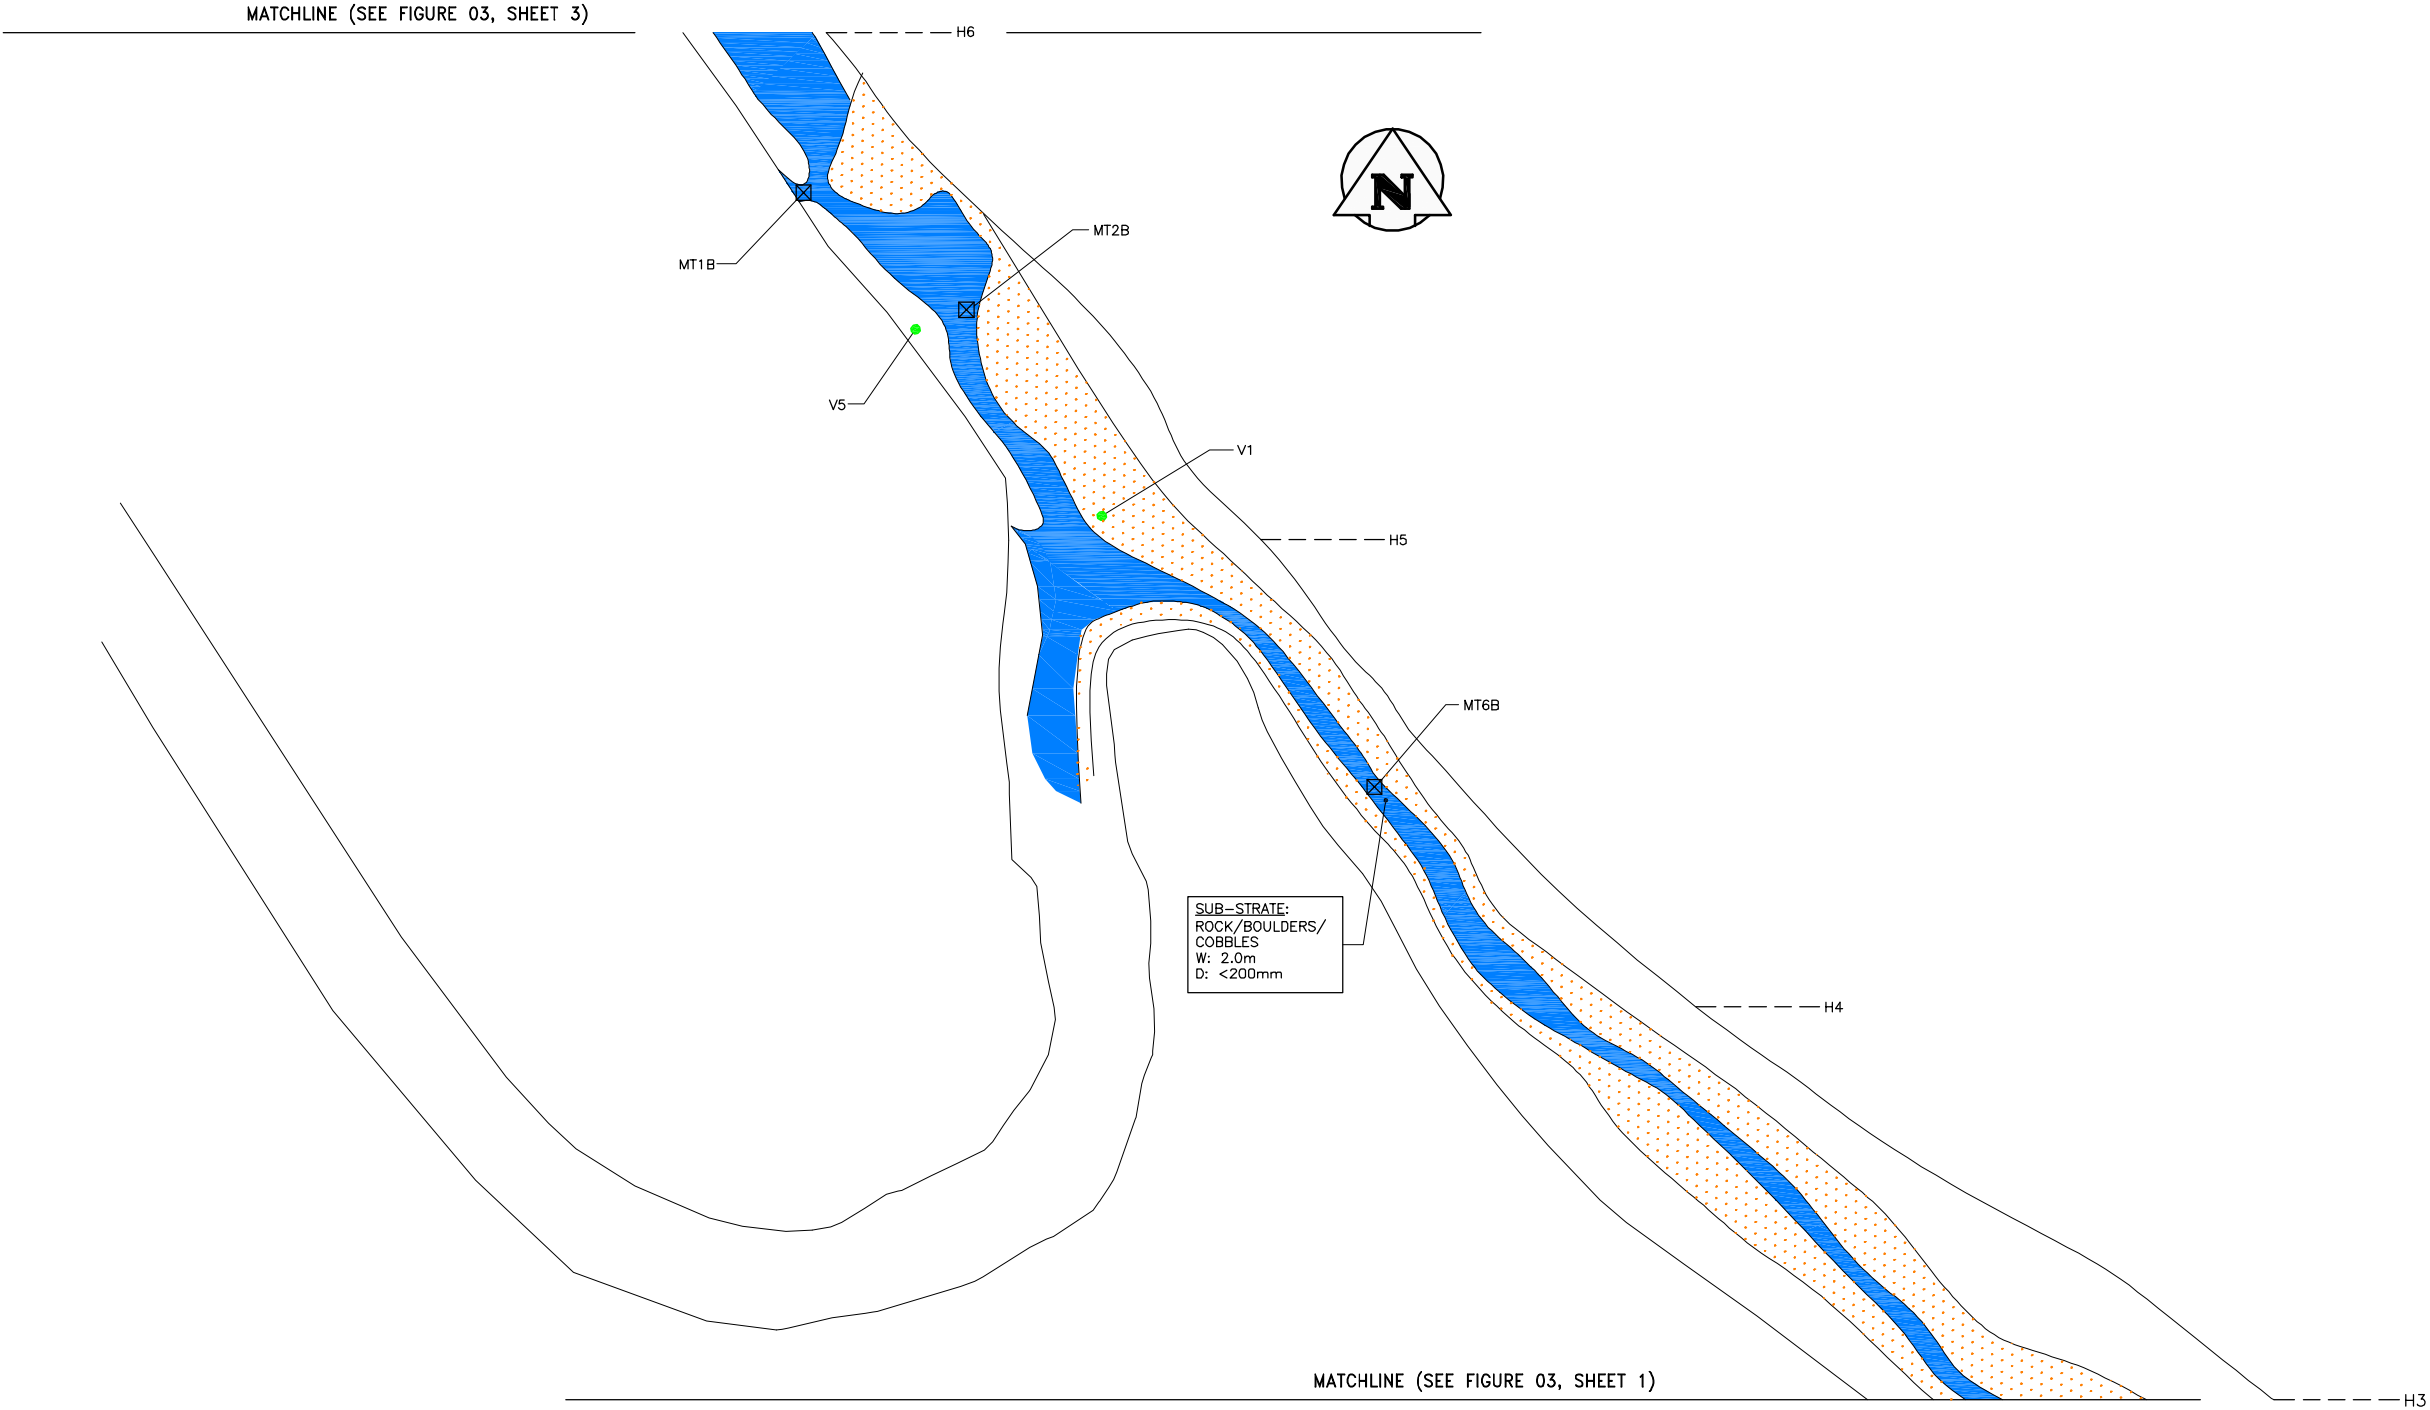 MATCHLINE (SEE FIGURE 03, SHEET 3)
H6
N
MT2B
MT1B
V5
V1
H5
MT6B
SUB-STRATE:
ROCK/BOULDERS/
COBBLES
W: 2.0m
D: <200mm
H4
MATCHLINE (SEE FIGURE 03, SHEET 1)
H3